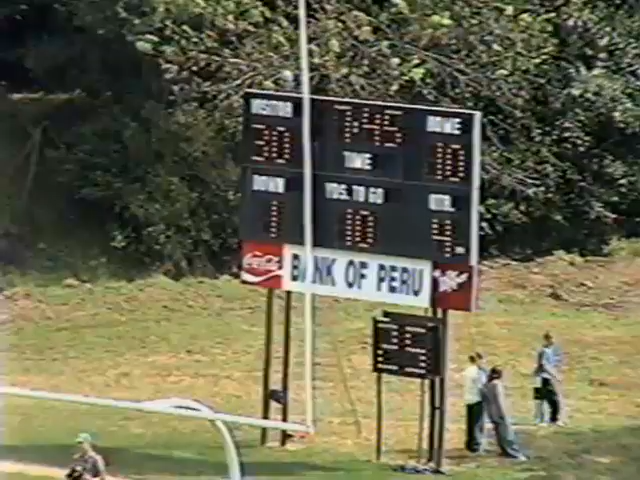 VISITOR 1:45 HOME
30 TIME 10
DOWN YDS. TO GO QTR.
1 10 4
Coca-Cola BANK OF PERU